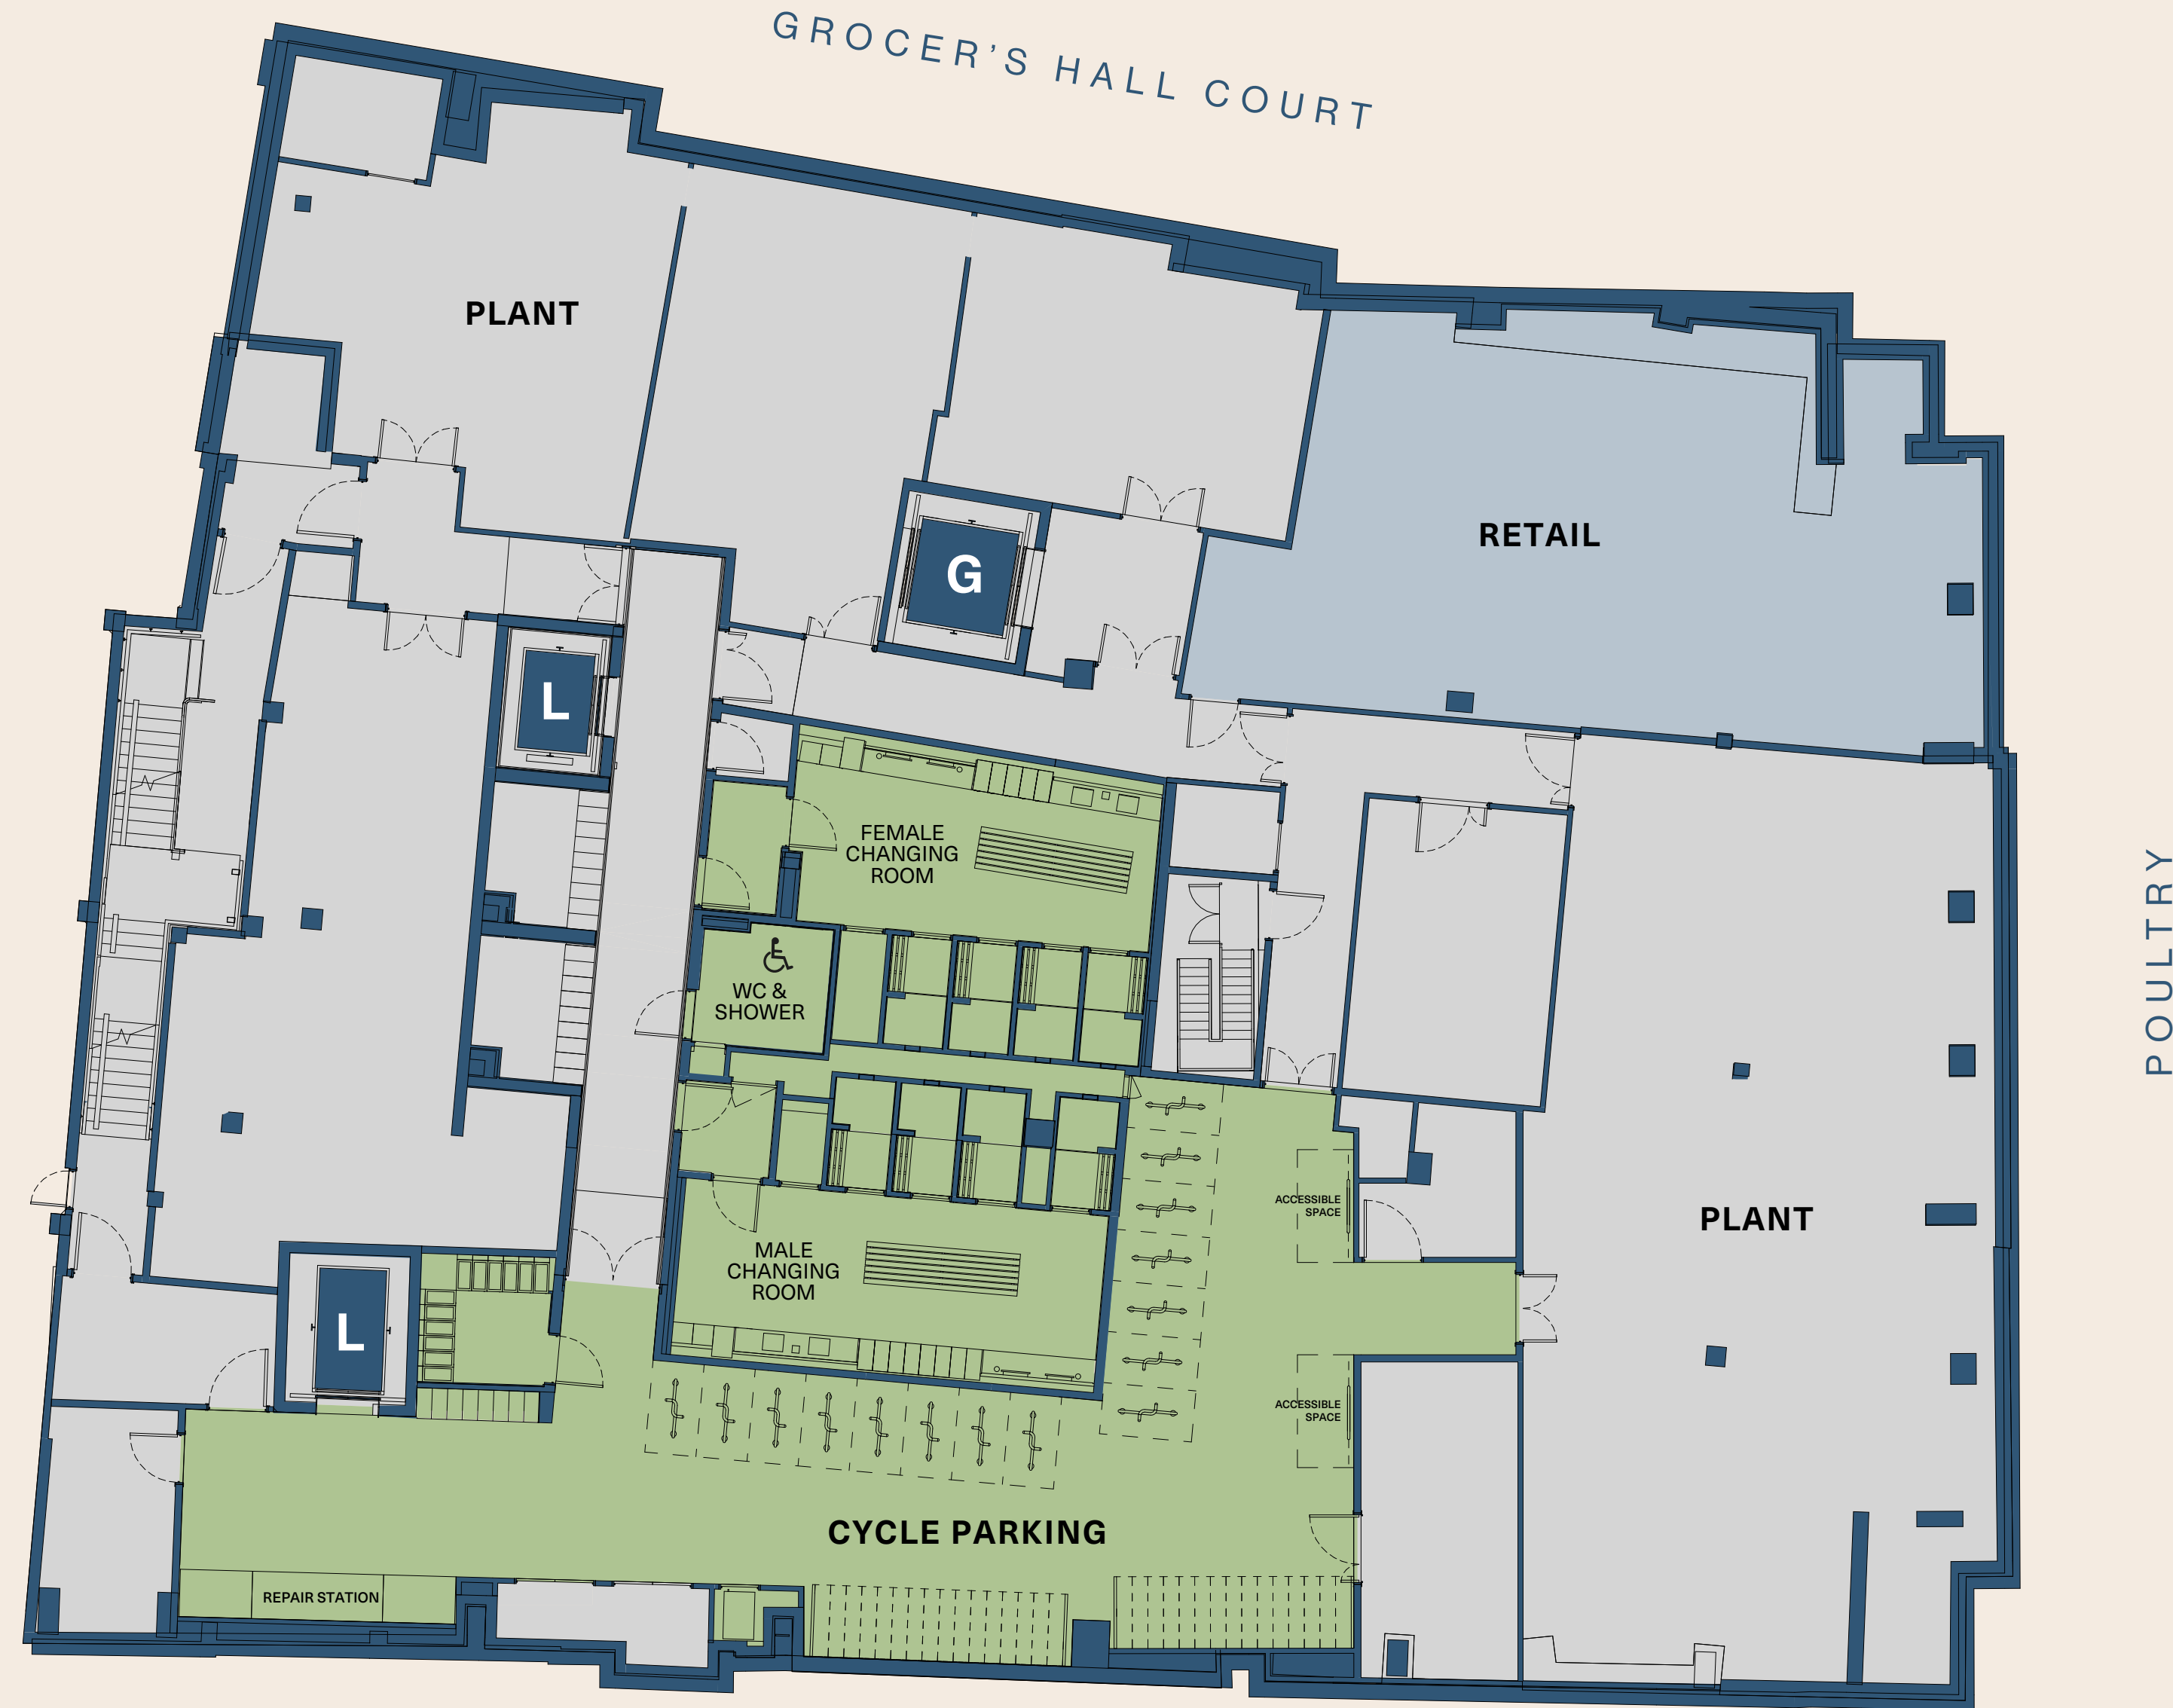 GROCER’S HALL COURT
PLANT
RETAIL
G
L
FEMALE
CHANGING
ROOM
POULTRY
WC &
SHOWER
ACCESSIBLE
SPACE
PLANT
MALE
CHANGING
ROOM
L
ACCESSIBLE
SPACE
CYCLE PARKING
REPAIR STATION